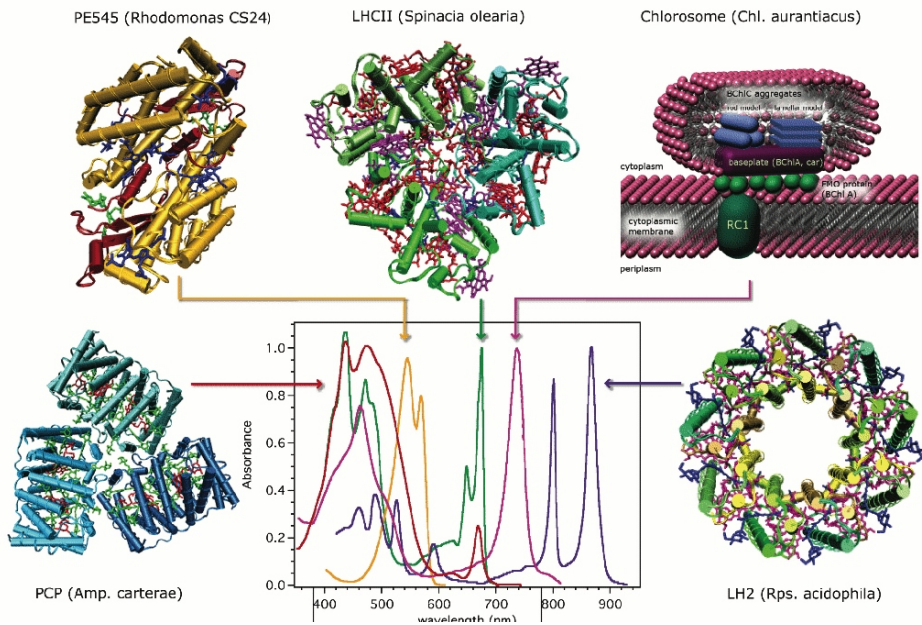 PE545 (Rhodomonas CS24)
LHCII (Spinacia olearia)
Chlorosome (Chl. aurantiacus)
BChlC aggregates
rod model
lamellar model
baseplate (BChlA, car)
cytoplasm
FMO protein
(BChl A)
cytoplasmic
membrane
RC1
periplasm
1.0
0.8
0.6
0.4
0.2
0.0
Absorbance
400
500
600
700
800
900
wavelength (nm)
PCP (Amp. carterae)
LH2 (Rps. acidophila)